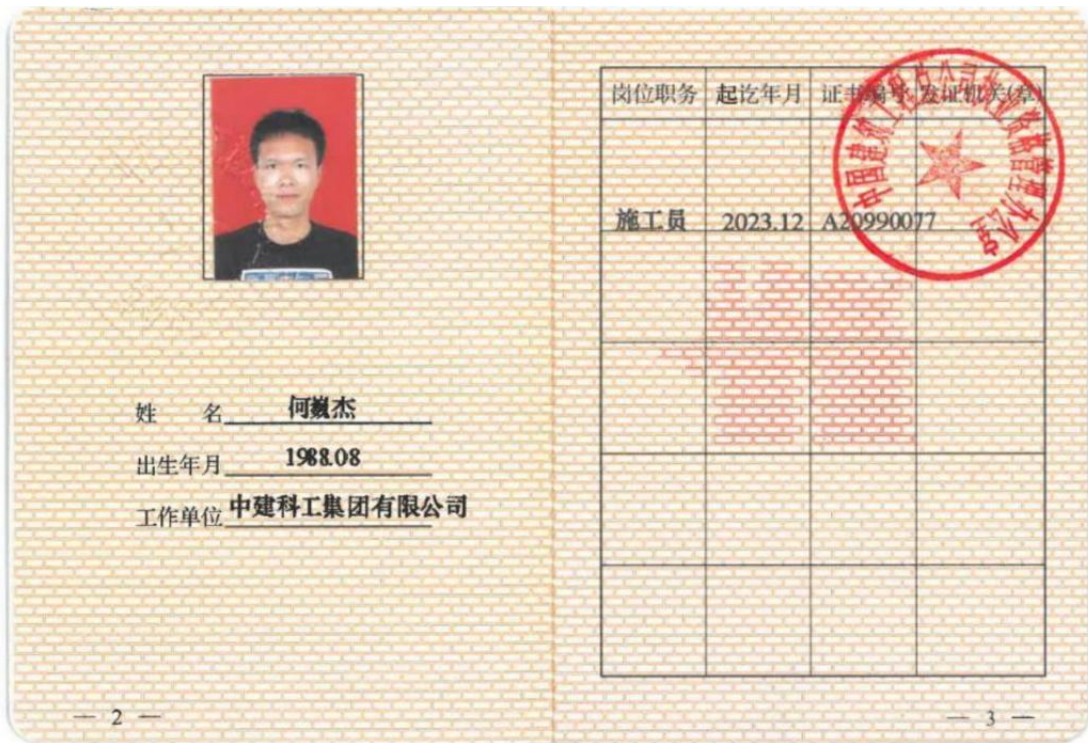 姓 名 何巍杰
出生年月 1988.08
工作单位 中建科工集团有限公司
— 2 —
岗位职务 起讫年月 证书编号 发证机关(章)
施工员 2023.12 A20990077
— 3 —